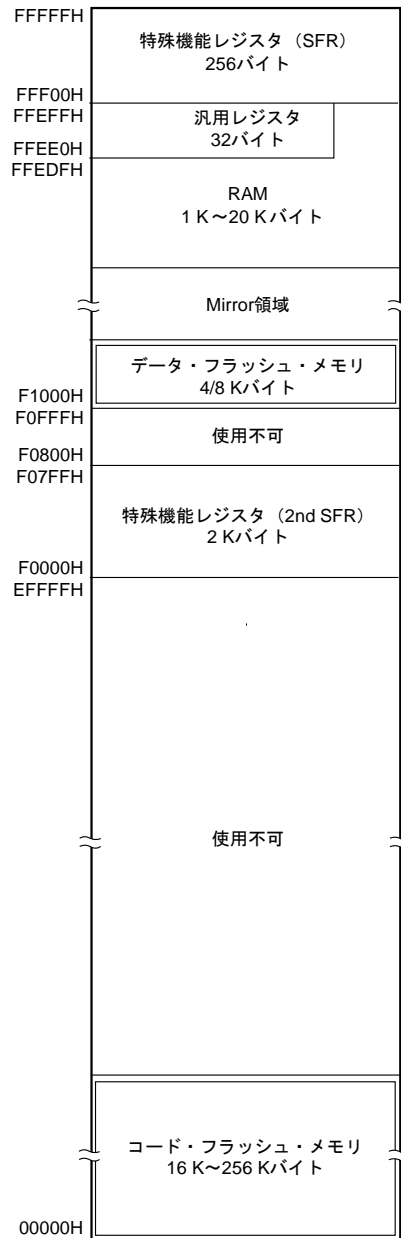 FFFFFH
特殊機能レジスタ（SFR）
256バイト
FFF00H
FFEFFH
汎用レジスタ
32バイト
FFEE0H
FFEDFH
RAM
1 K～20 Kバイト
Mirror領域
データ・フラッシュ・メモリ
4/8 Kバイト
F1000H
F0FFFH
使用不可
F0800H
F07FFH
特殊機能レジスタ（2nd SFR）
2 Kバイト
F0000H
EFFFFH
使用不可
コード・フラッシュ・メモリ
16 K～256 Kバイト
00000H